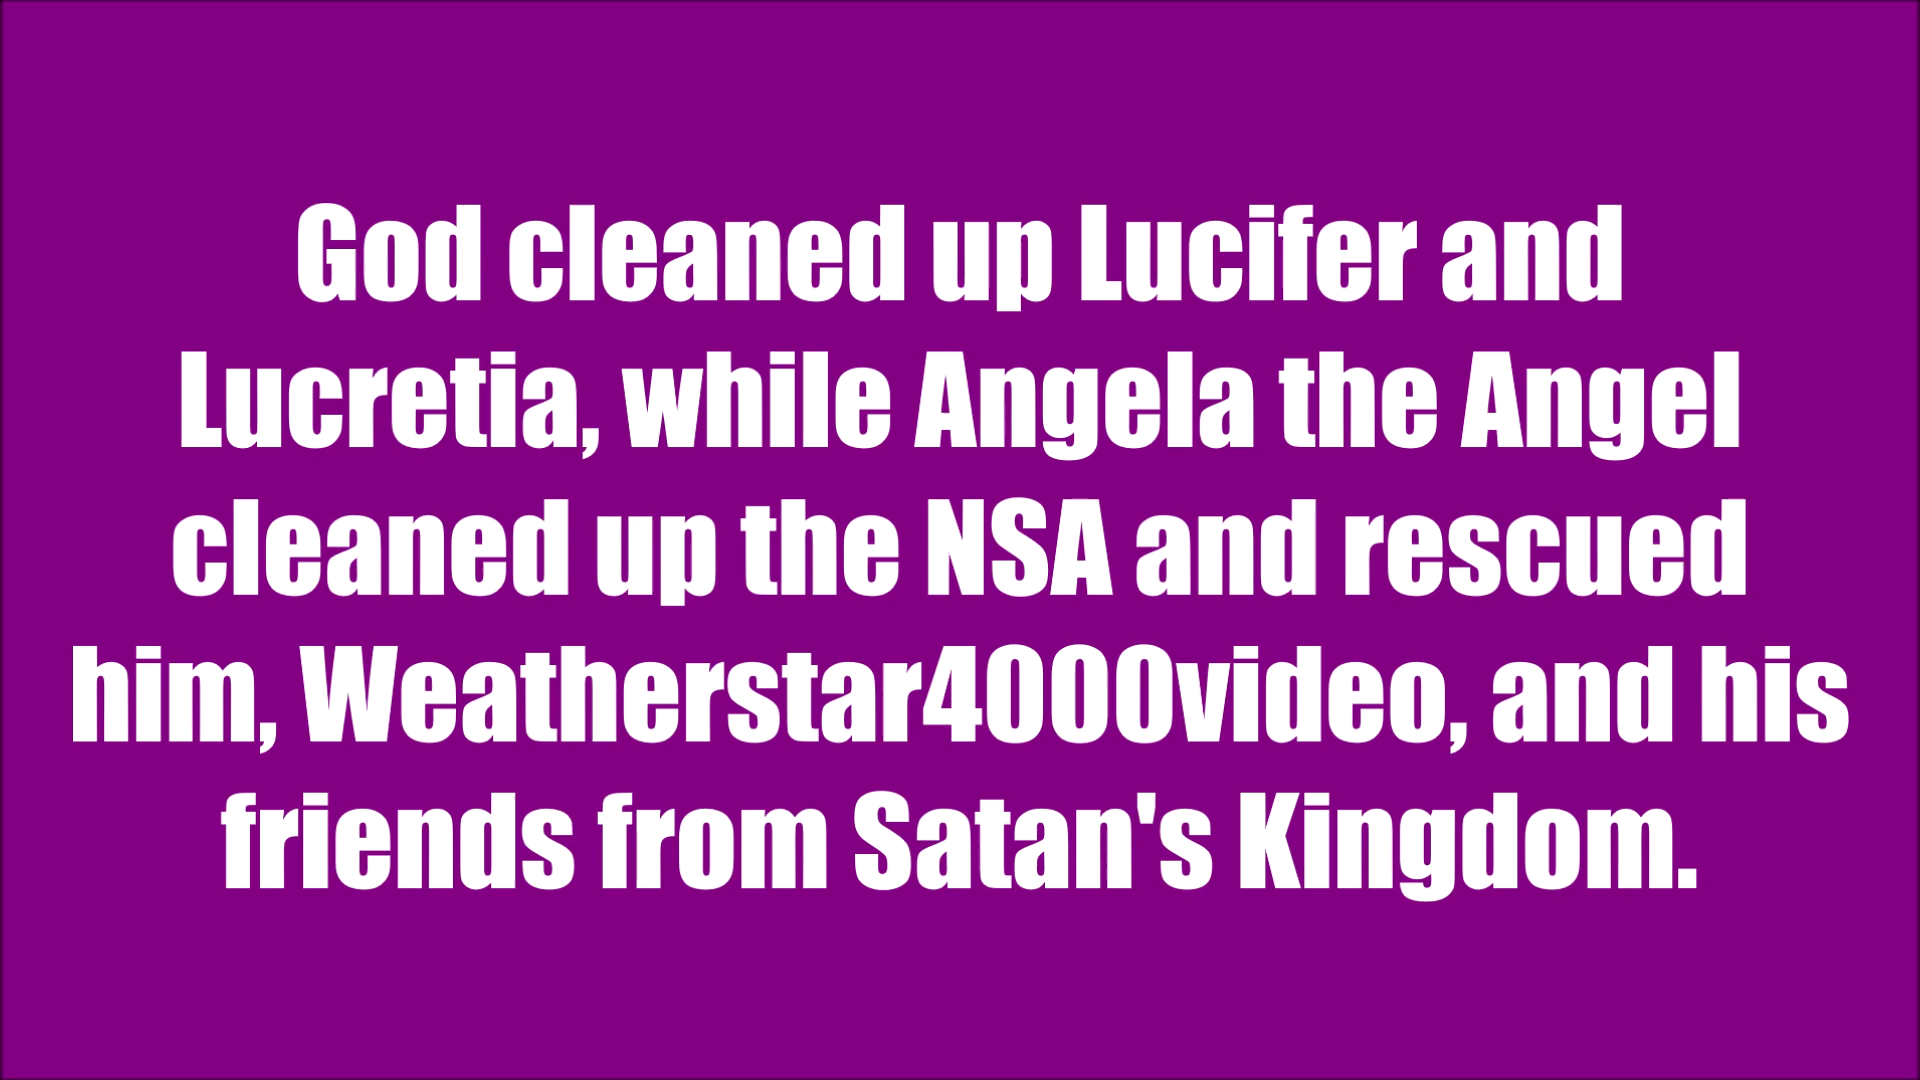 God cleaned up Lucifer and
Lucretia, while Angela the Angel
cleaned up the NSA and rescued
him, Weatherstar4000video, and his
friends from Satan's Kingdom.